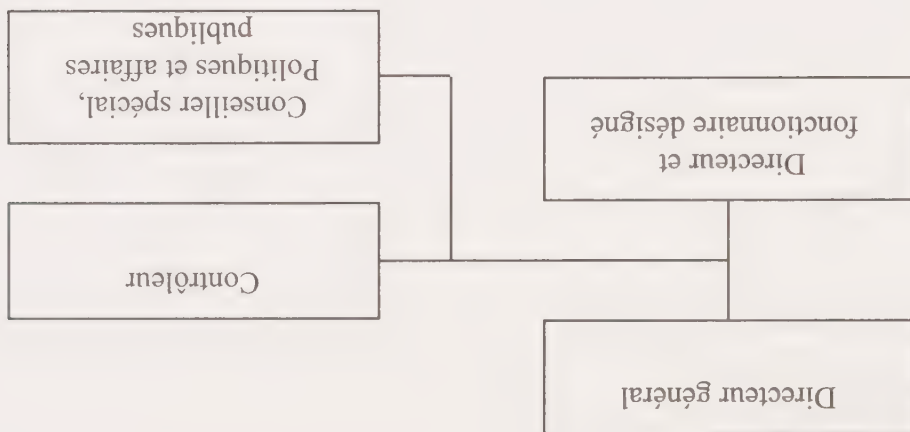 Directeur général
Contrôleur
Directeur et
fonctionnaire désigné
Conseiller spécial,
Politiques et affaires
publiques